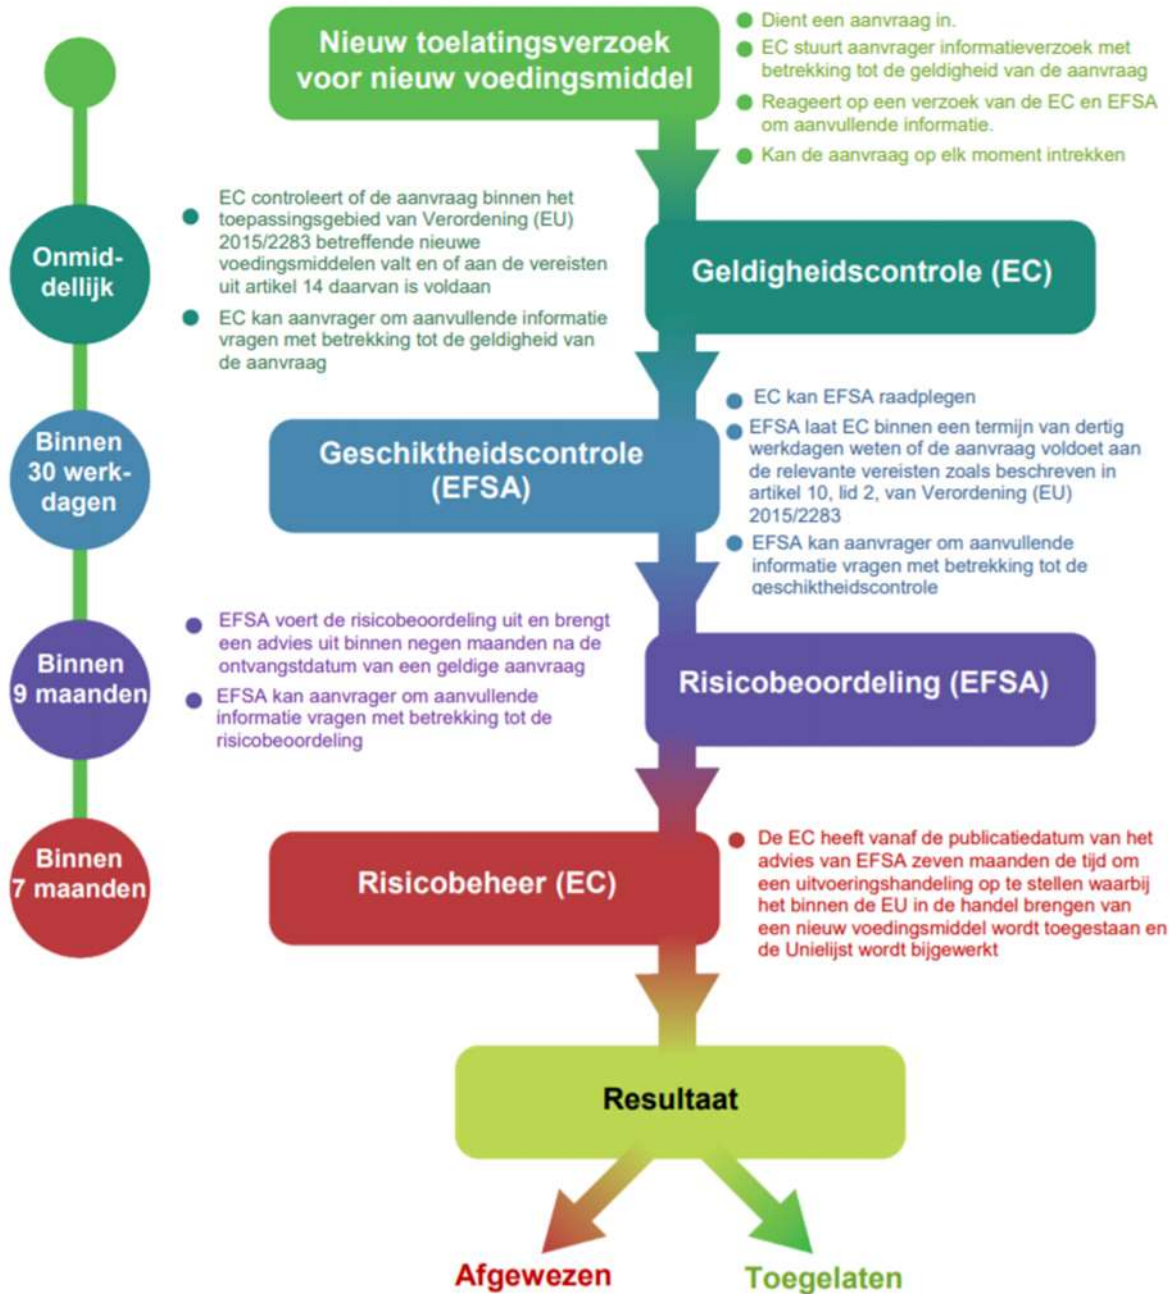 Nieuw toelatingsverzoek
voor nieuw voedingsmiddel
Dient een aanvraag in.
EC stuurt aanvrager informatieverzoek met
betrekking tot de geldigheid van de aanvraag
Reageert op een verzoek van de EC en EFSA
om aanvullende informatie.
Kan de aanvraag op elk moment intrekken
Onmid-
dellijk
EC controleert of de aanvraag binnen het
toepassingsgebied van Verordening (EU)
2015/2283 betreffende nieuwe
voedingsmiddelen valt en of aan de vereisten
uit artikel 14 daarvan is voldaan
EC kan aanvrager om aanvullende informatie
vragen met betrekking tot de geldigheid van
de aanvraag
Geldigheidscontrole (EC)
Binnen
30 werk-
dagen
Geschiktheidscontrole
(EFSA)
EC kan EFSA raadplegen
EFSA laat EC binnen een termijn van dertig
werkdagen weten of de aanvraag voldoet aan
de relevante vereisten zoals beschreven in
artikel 10, lid 2, van Verordening (EU)
2015/2283
EFSA kan aanvrager om aanvullende
informatie vragen met betrekking tot de
geschiktheidscontrole
Binnen
9 maanden
EFSA voert de risicobeoordeling uit en brengt
een advies uit binnen negen maanden na de
ontvangstdatum van een geldige aanvraag
EFSA kan aanvrager om aanvullende
informatie vragen met betrekking tot de
risicobeoordeling
Risicobeoordeling (EFSA)
Binnen
7 maanden
Risicobeheer (EC)
De EC heeft vanaf de publicatiedatum van het
advies van EFSA zeven maanden de tijd om
een uitvoeringshandeling op te stellen waarbij
het binnen de EU in de handel brengen van
een nieuw voedingsmiddel wordt toegestaan en
de Unielijst wordt bijgewerkt
Resultaat
Afgewezen
Toegelaten